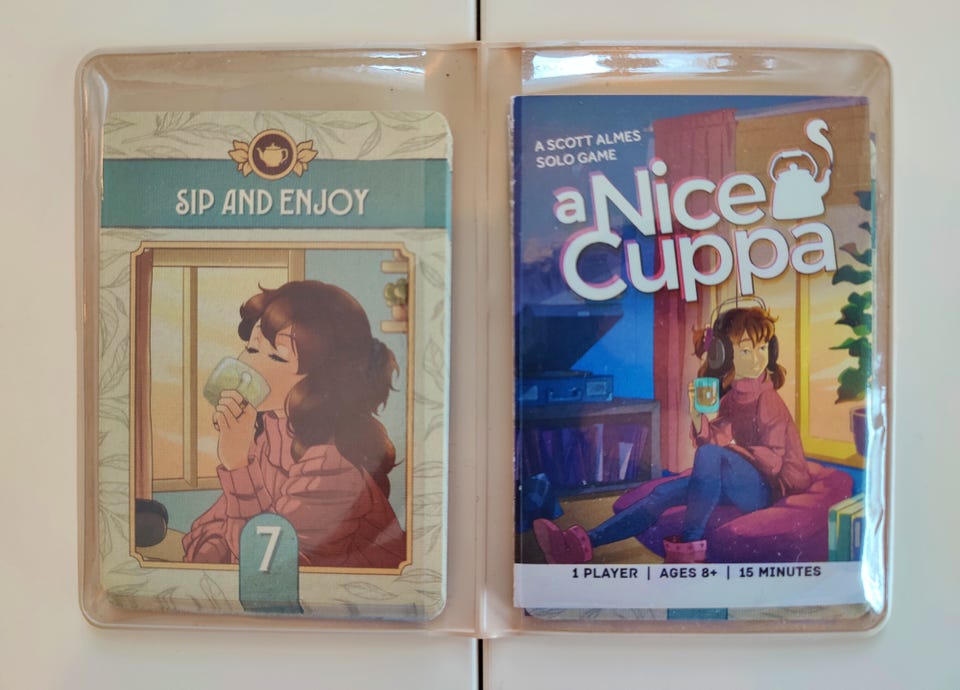 SIP AND ENJOY
7
A SCOTT ALMES
SOLO GAME
a Nice
Cuppa
1 PLAYER | AGES 8+ | 15 MINUTES